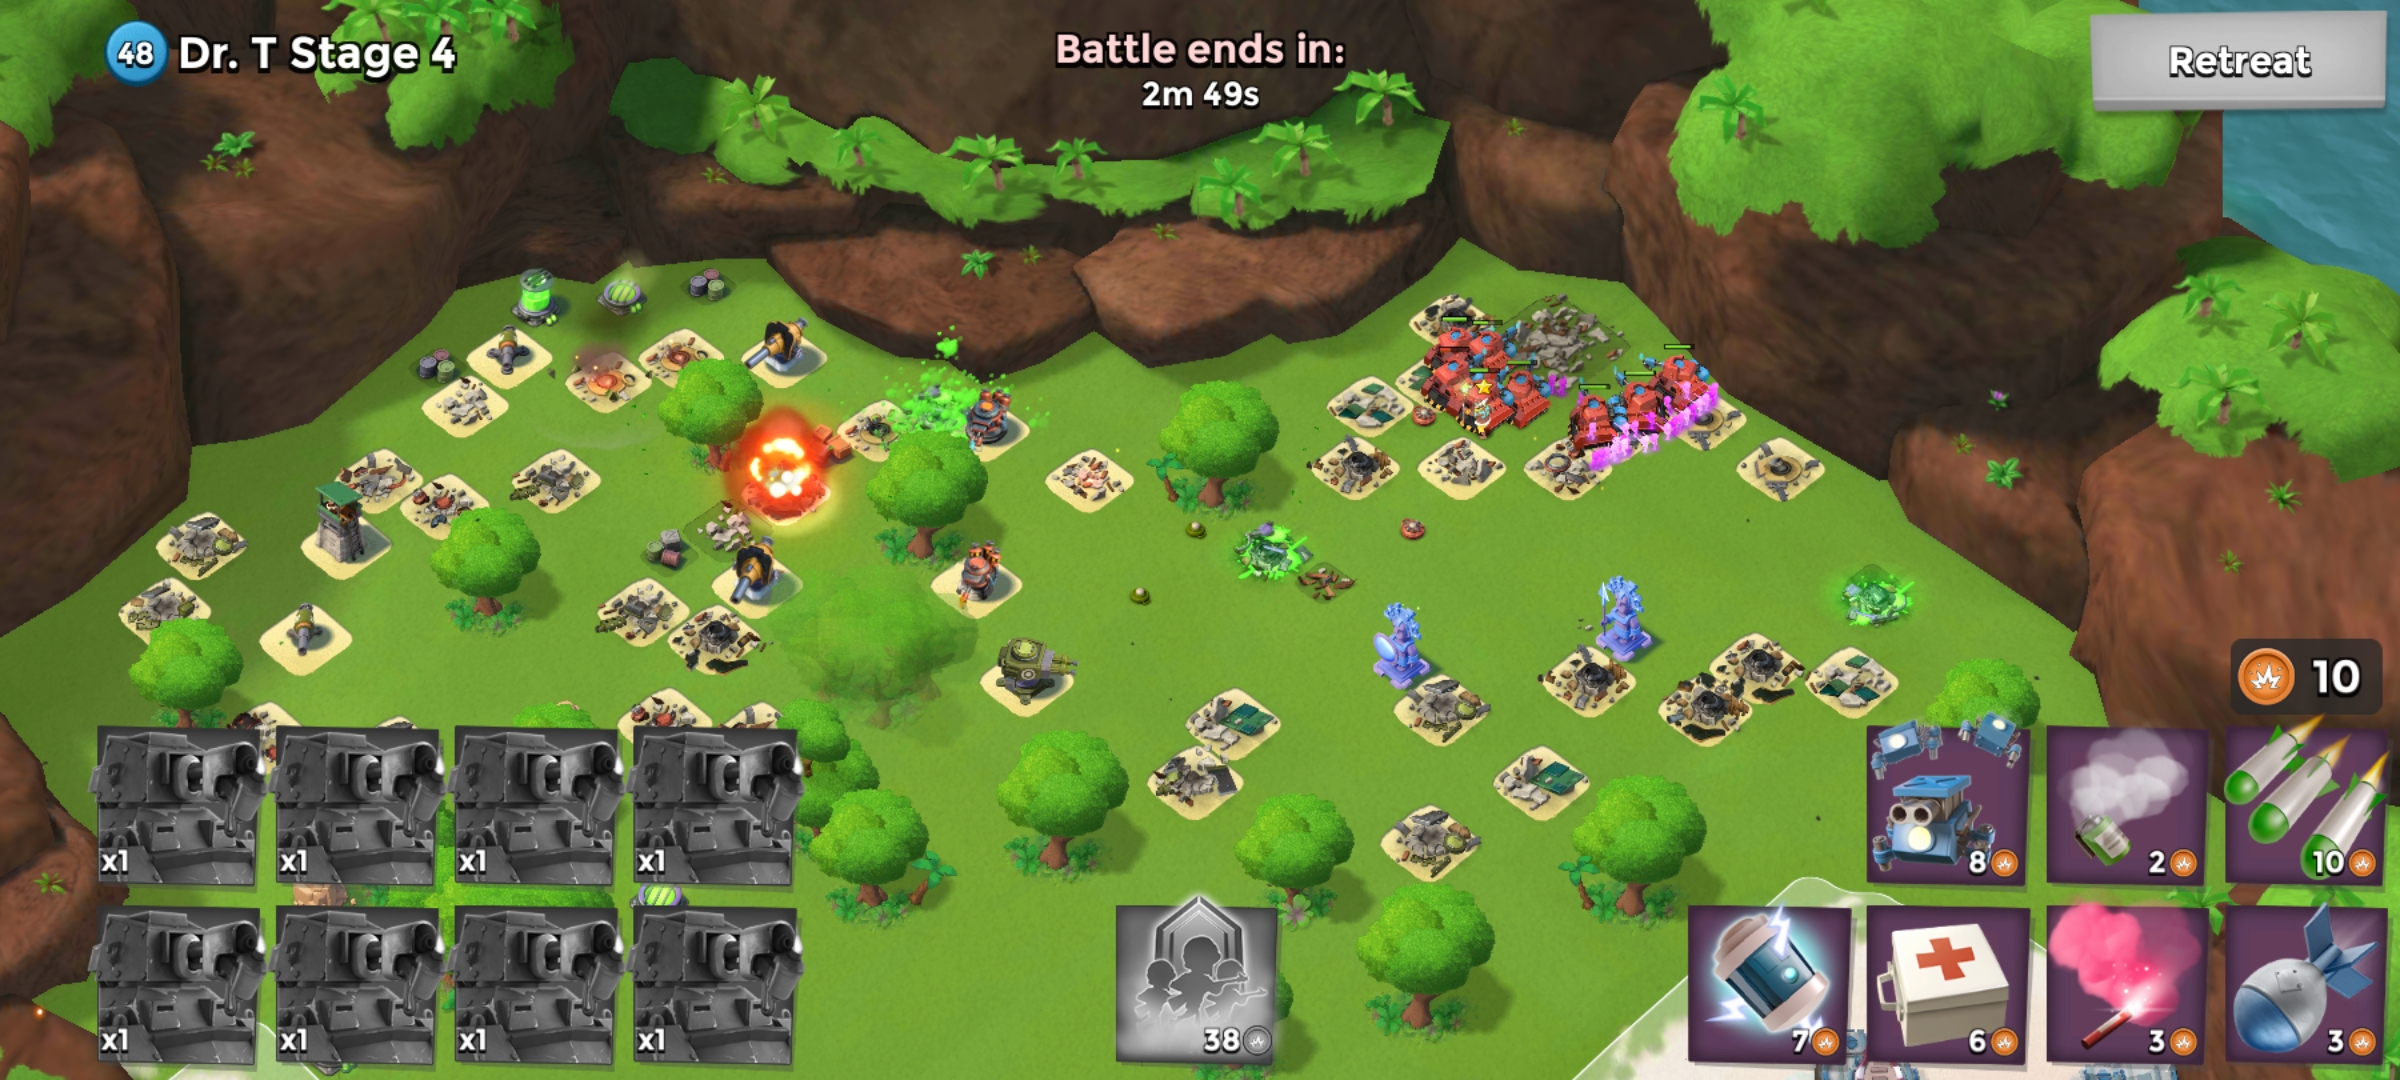 48 Dr. T Stage 4
Battle ends in:
2m 49s
Retreat
10
x1
x1
x1
x1
8
2
10
x1
x1
x1
x1
38
7
6
3
3